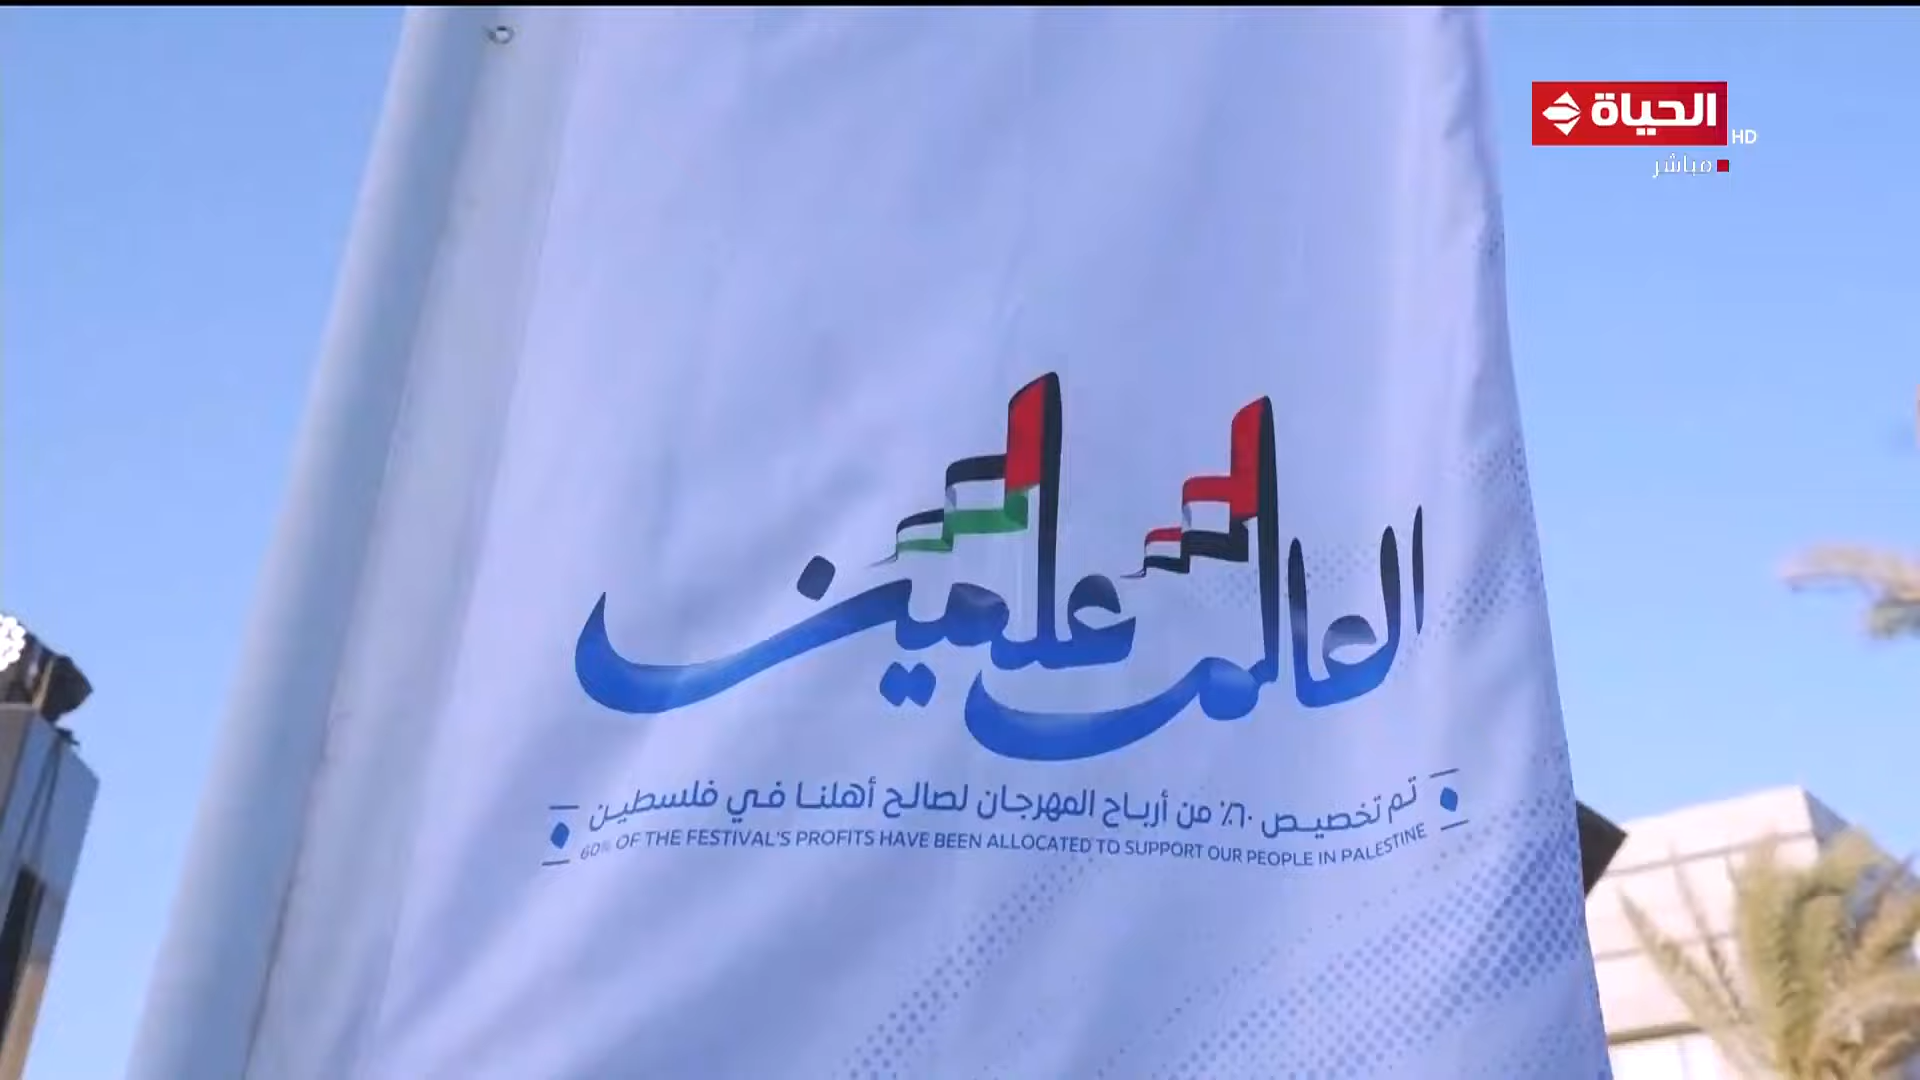 الحياة
HD
مباشر
العالم علمين
تم تخصيص ٦٠٪ من أرباح المهرجان لصالح أهلنا في فلسطين
60% OF THE FESTIVAL'S PROFITS HAVE BEEN ALLOCATED TO SUPPORT OUR PEOPLE IN PALESTINE